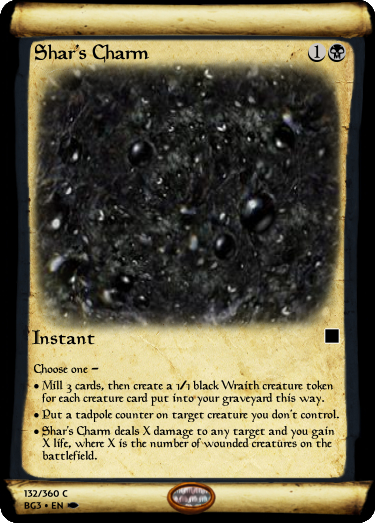 Shar's Charm 1
Instant
Choose one –
• Mill 3 cards, then create a 1/1 black Wraith creature token
for each creature card put into your graveyard this way.
• Put a tadpole counter on target creature you don't control.
• Shar's Charm deals X damage to any target and you gain
X life, where X is the number of wounded creatures on the
battlefield.
132/360 C
BG3 • EN